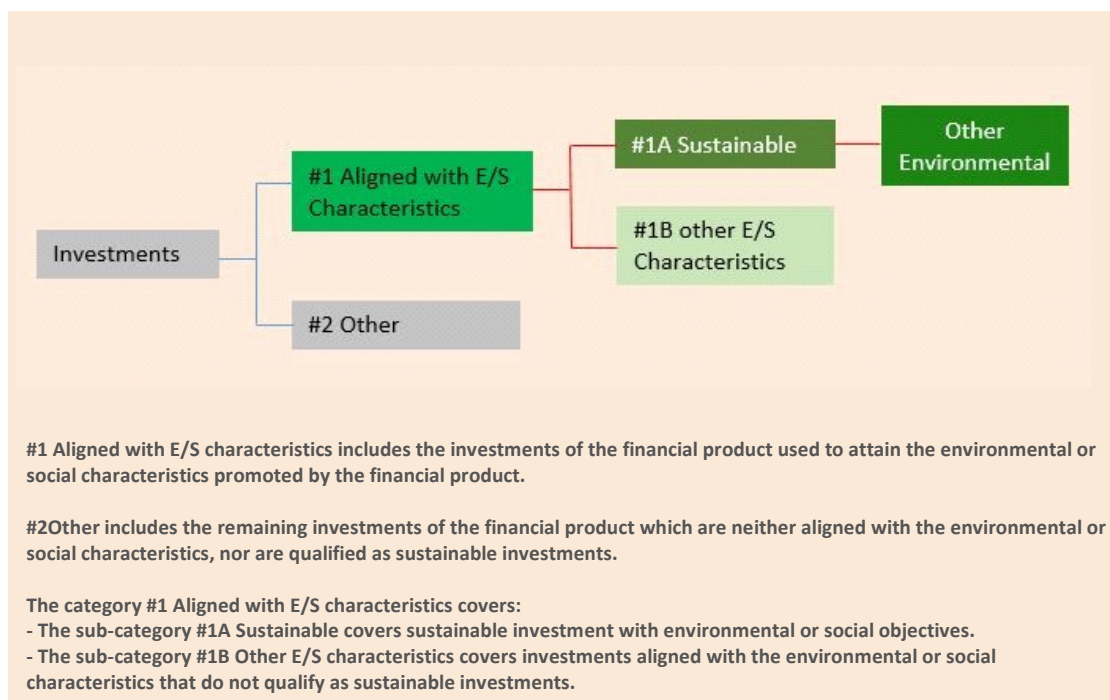 Investments
#1 Aligned with E/S
Characteristics
#2 Other
#1A Sustainable
#1B other E/S
Characteristics
Other
Environmental
#1 Aligned with E/S characteristics includes the investments of the financial product used to attain the environmental or
social characteristics promoted by the financial product.
#2Other includes the remaining investments of the financial product which are neither aligned with the environmental or
social characteristics, nor are qualified as sustainable investments.
The category #1 Aligned with E/S characteristics covers:
- The sub-category #1A Sustainable covers sustainable investment with environmental or social objectives.
- The sub-category #1B Other E/S characteristics covers investments aligned with the environmental or social
characteristics that do not qualify as sustainable investments.